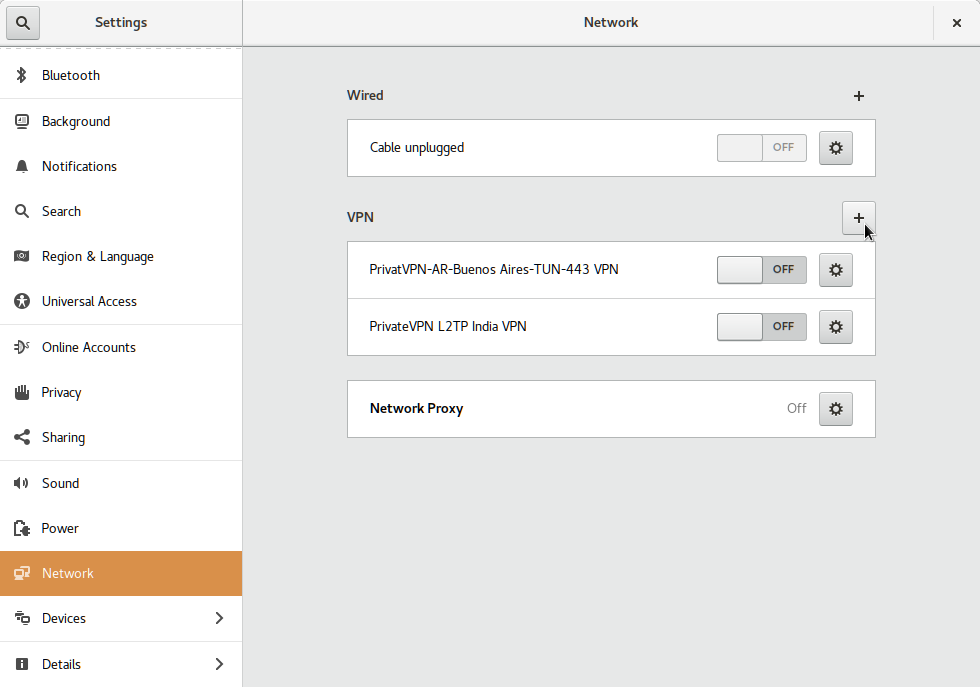 Settings
Network
Bluetooth
Background
Notifications
Search
Region & Language
Universal Access
Online Accounts
Privacy
Sharing
Sound
Power
Network
Devices
Details
Wired
Cable unplugged OFF
VPN
PrivatVPN-AR-Buenos Aires-TUN-443 VPN OFF
PrivateVPN L2TP India VPN OFF
Network Proxy Off